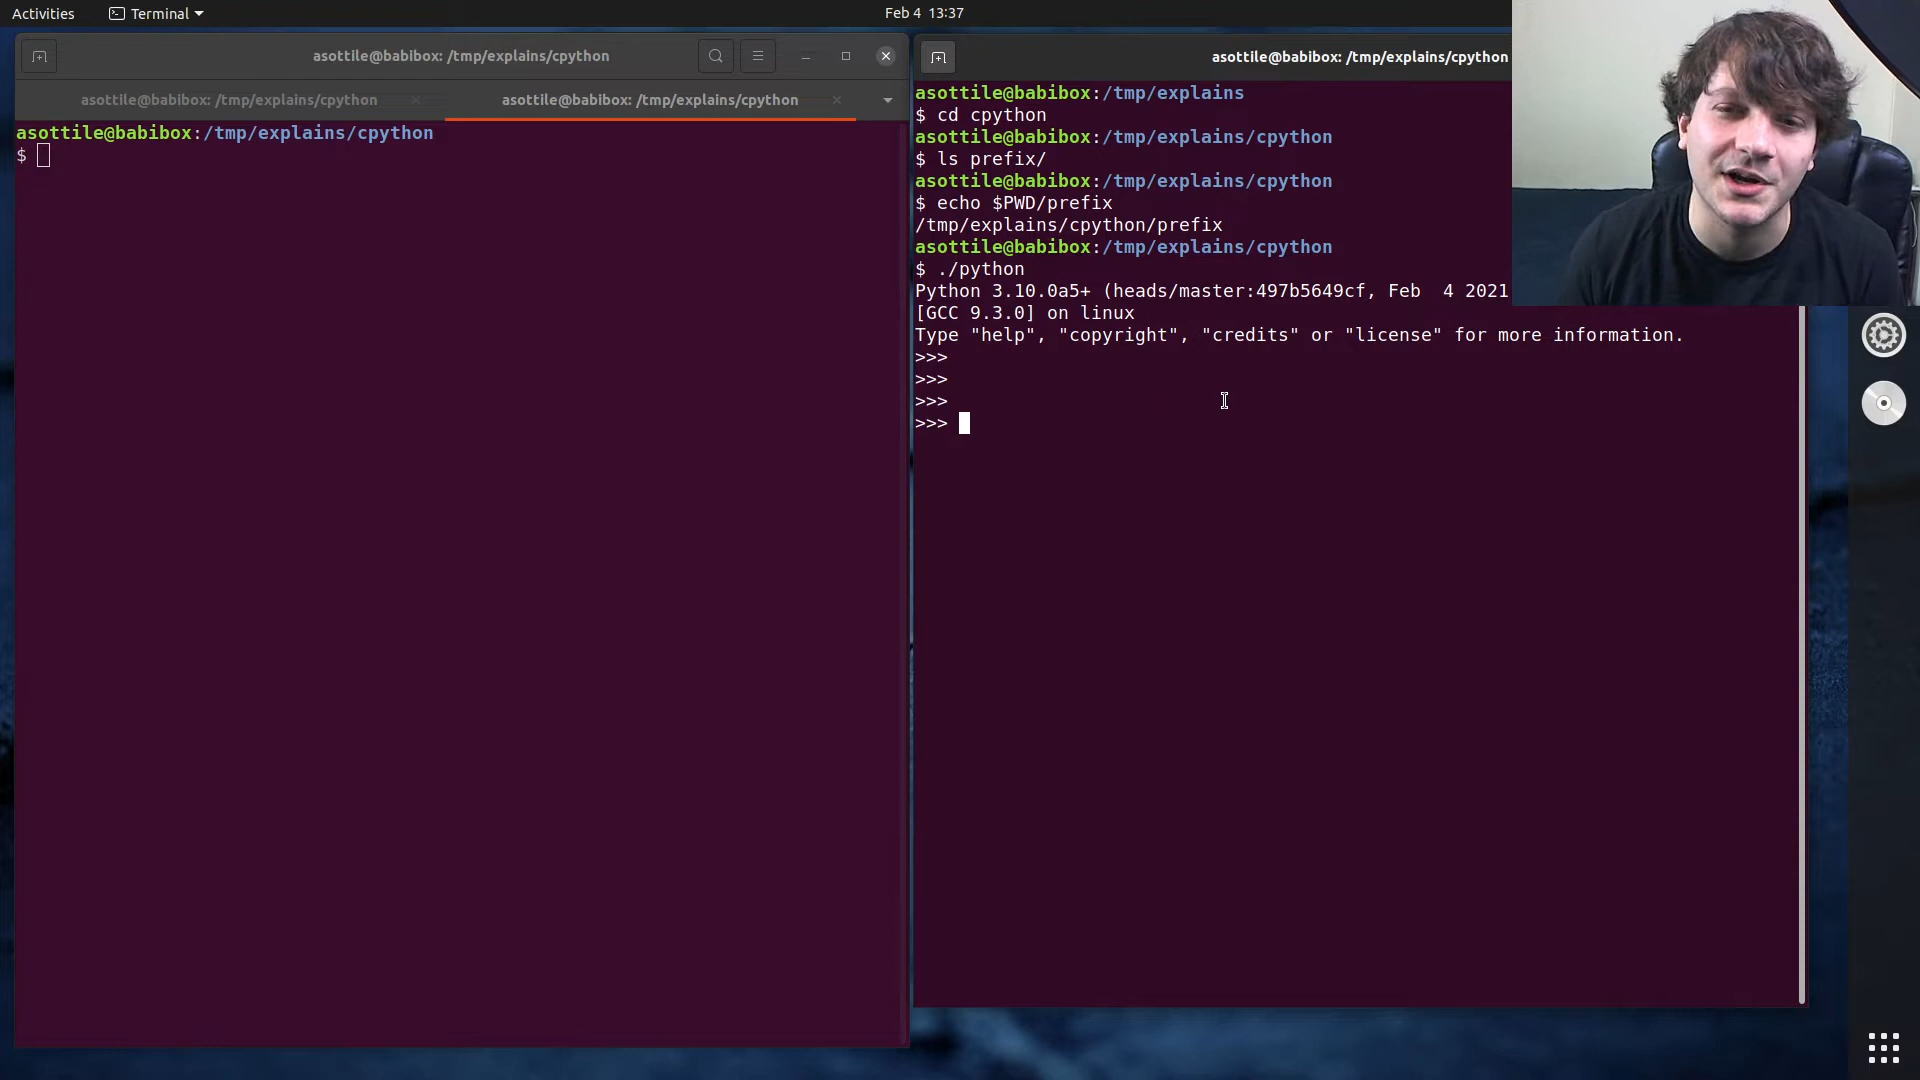 Activities
Terminal
Feb 4 13:37
asottile@babibox: /tmp/explains/cpython
asottile@babibox: /tmp/explains/cpython
asottile@babibox: /tmp/explains/cpython
asottile@babibox:/tmp/explains/cpython
$
asottile@babibox: /tmp/explains/cpython
asottile@babibox:/tmp/explains
$ cd cpython
asottile@babibox:/tmp/explains/cpython
$ ls prefix/
asottile@babibox:/tmp/explains/cpython
$ echo $PWD/prefix
/tmp/explains/cpython/prefix
asottile@babibox:/tmp/explains/cpython
$ ./python
Python 3.10.0a5+ (heads/master:497b5649cf, Feb  4 2021
[GCC 9.3.0] on linux
Type "help", "copyright", "credits" or "license" for more information.
>>>
>>>
>>>
>>>